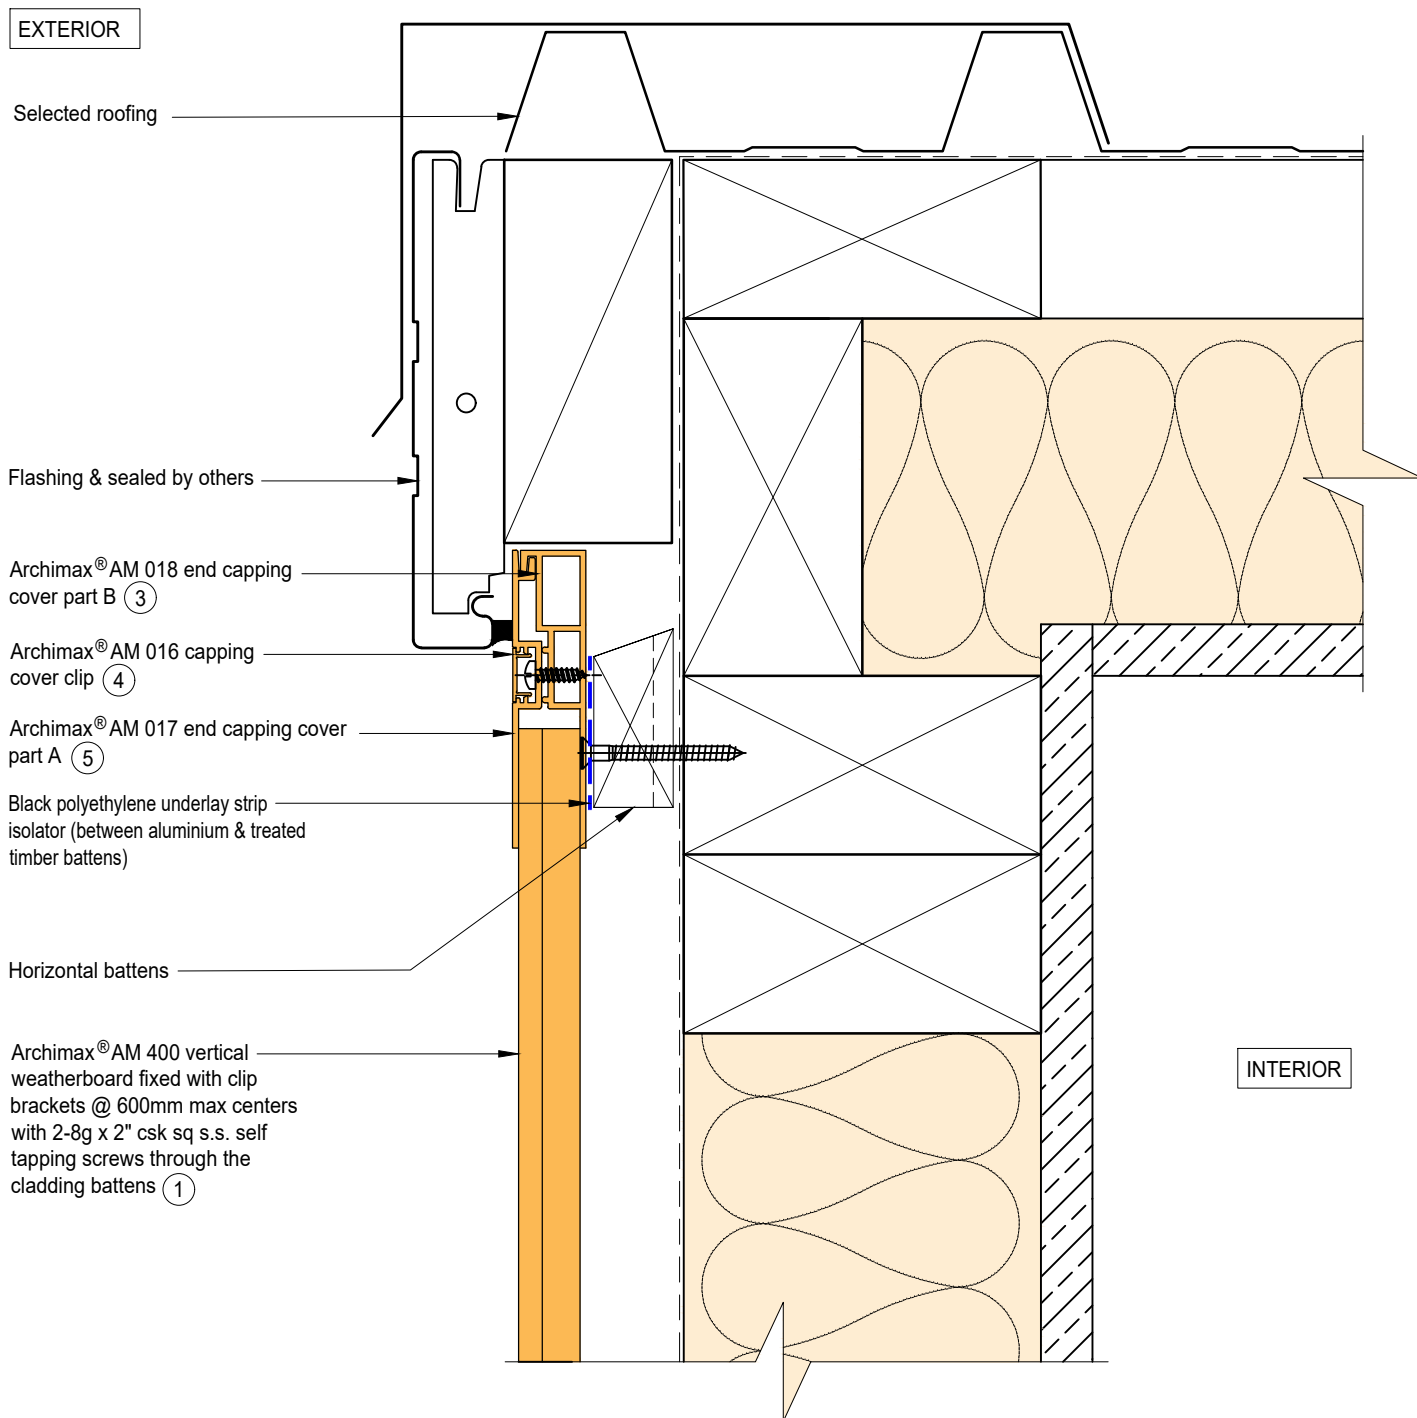 EXTERIOR
Selected roofing
Flashing & sealed by others
Archimax® AM 018 end capping
cover part B 3
Archimax® AM 016 capping
cover clip 4
Archimax® AM 017 end capping cover
part A 5
Black polyethylene underlay strip
isolator (between aluminium & treated
timber battens)
Horizontal battens
Archimax® AM 400 vertical
weatherboard fixed with clip
brackets @ 600mm max centers
with 2-8g x 2" csk sq s.s. self
tapping screws through the
cladding battens 1
INTERIOR